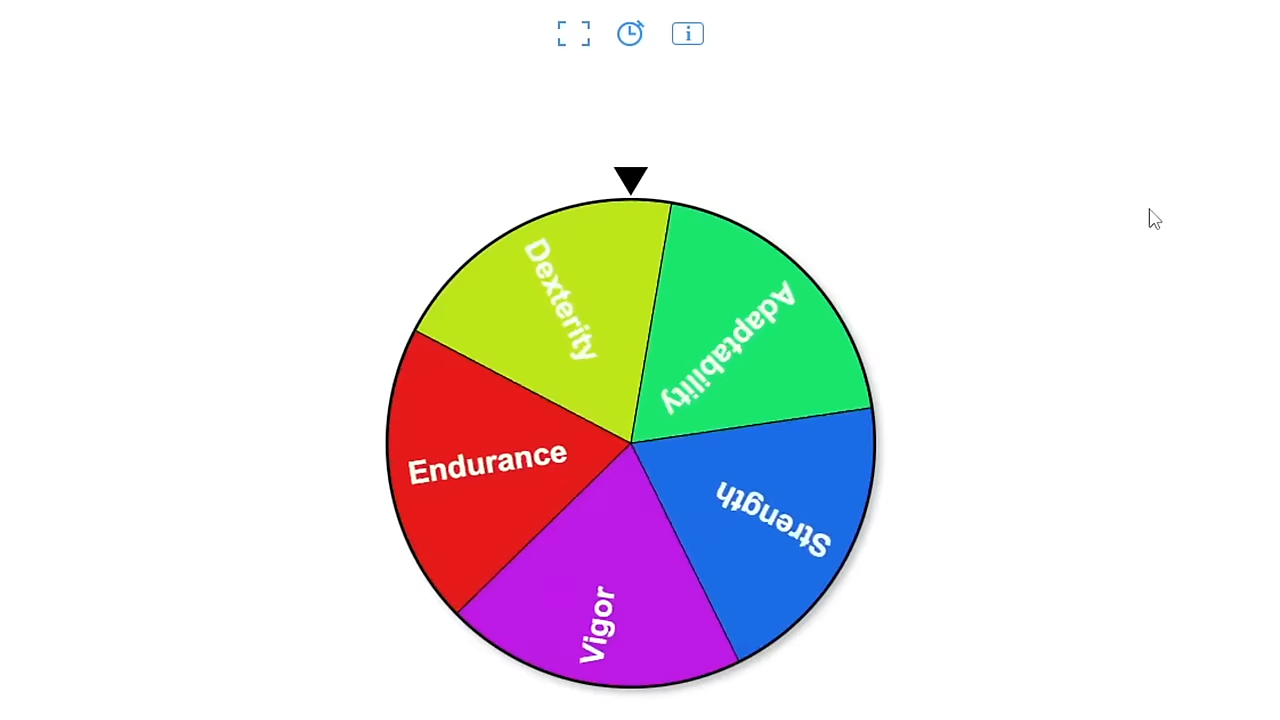 i
Dexterity
Adaptability
Endurance
Strength
Vigor